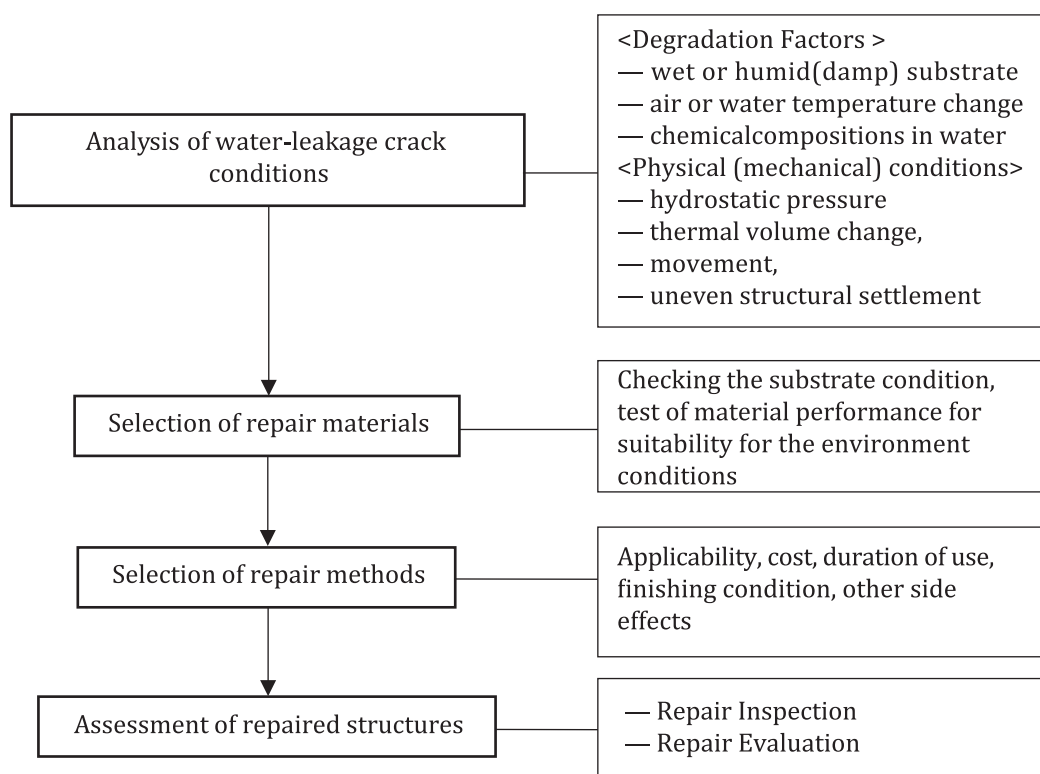 Analysis of water-leakage crack
conditions
<Degradation Factors >
— wet or humid(damp) substrate
— air or water temperature change
— chemicalcompositions in water
<Physical (mechanical) conditions>
— hydrostatic pressure
— thermal volume change,
— movement,
— uneven structural settlement
Selection of repair materials
Checking the substrate condition,
test of material performance for
suitability for the environment
conditions
Selection of repair methods
Applicability, cost, duration of use,
finishing condition, other side
effects
Assessment of repaired structures
— Repair Inspection
— Repair Evaluation